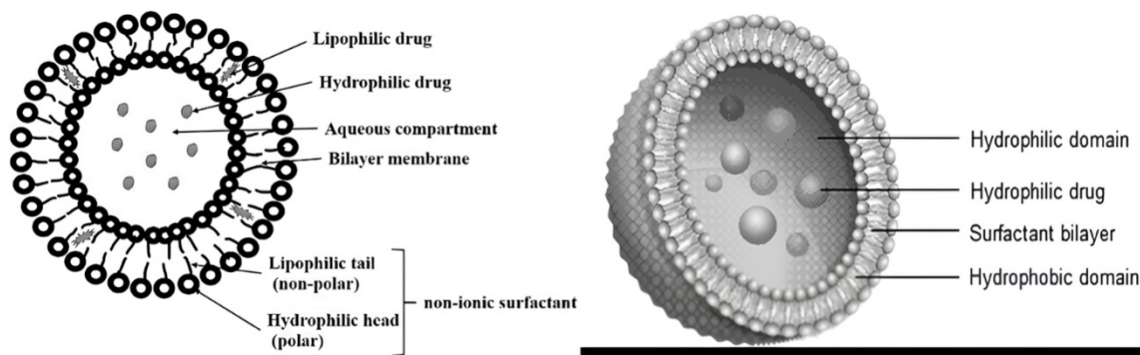 Lipophilic drug
Hydrophilic drug
Aqueous compartment
Bilayer membrane
Lipophilic tail
(non-polar)
non-ionic surfactant
Hydrophilic head
(polar)
Hydrophilic domain
Hydrophilic drug
Surfactant bilayer
Hydrophobic domain